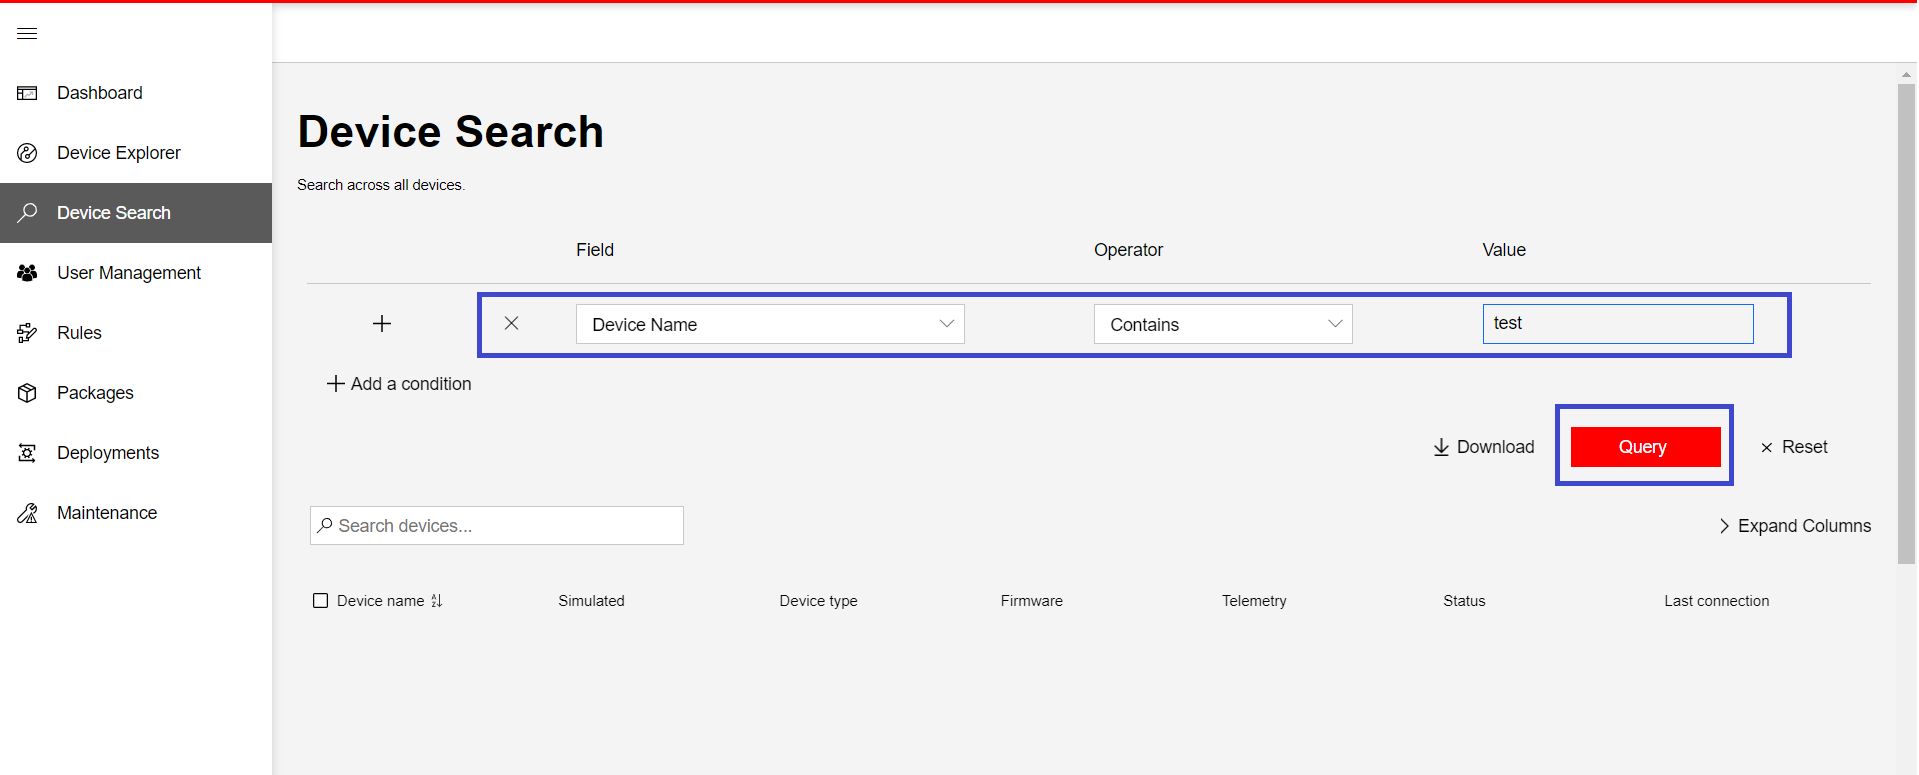 Dashboard
Device Explorer
Device Search
User Management
Rules
Packages
Deployments
Maintenance
Device Search
Search across all devices.
Field Operator Value
Device Name Contains test
Add a condition
Download Query Reset
Search devices... Expand Columns
Device name Simulated Device type Firmware Telemetry Status Last connection